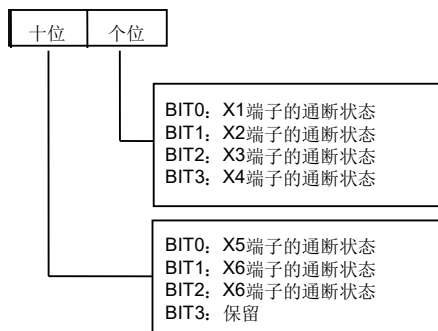 十位 个位
BIT0：X1端子的通断状态
BIT1：X2端子的通断状态
BIT2：X3端子的通断状态
BIT3：X4端子的通断状态
BIT0：X5端子的通断状态
BIT1：X6端子的通断状态
BIT2：X6端子的通断状态
BIT3：保留